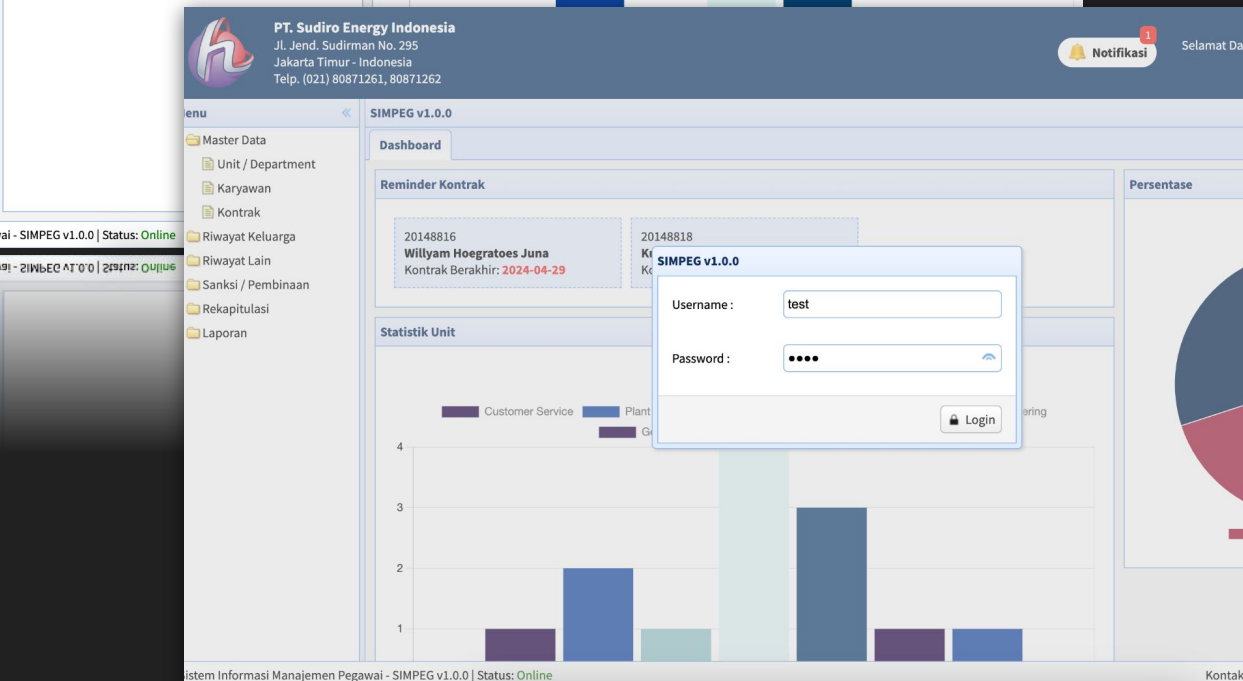 PT. Sudiro Energy Indonesia
Jl. Jend. Sudirman No. 295
Jakarta Timur - Indonesia
Telp. (021) 80871261, 80871262
1
Notifikasi
Selamat Da
enu
SIMPEG v1.0.0
Master Data
Unit / Department
Karyawan
Kontrak
Riwayat Keluarga
Riwayat Lain
Sanksi / Pembinaan
Rekapitulasi
Laporan
Dashboard
Reminder Kontrak
20148816
Willyam Hoegratoes Juna
Kontrak Berakhir: 2024-04-29
20148818
Ku
Ko
Persentase
SIMPEG v1.0.0
Username :
test
Password :
Login
Statistik Unit
Customer Service
Plant
ering
Ge
4
3
2
1
ai - SIMPEG v1.0.0 | Status: Online
istem Informasi Manajemen Pegawai - SIMPEG v1.0.0 | Status: Online
Kontak